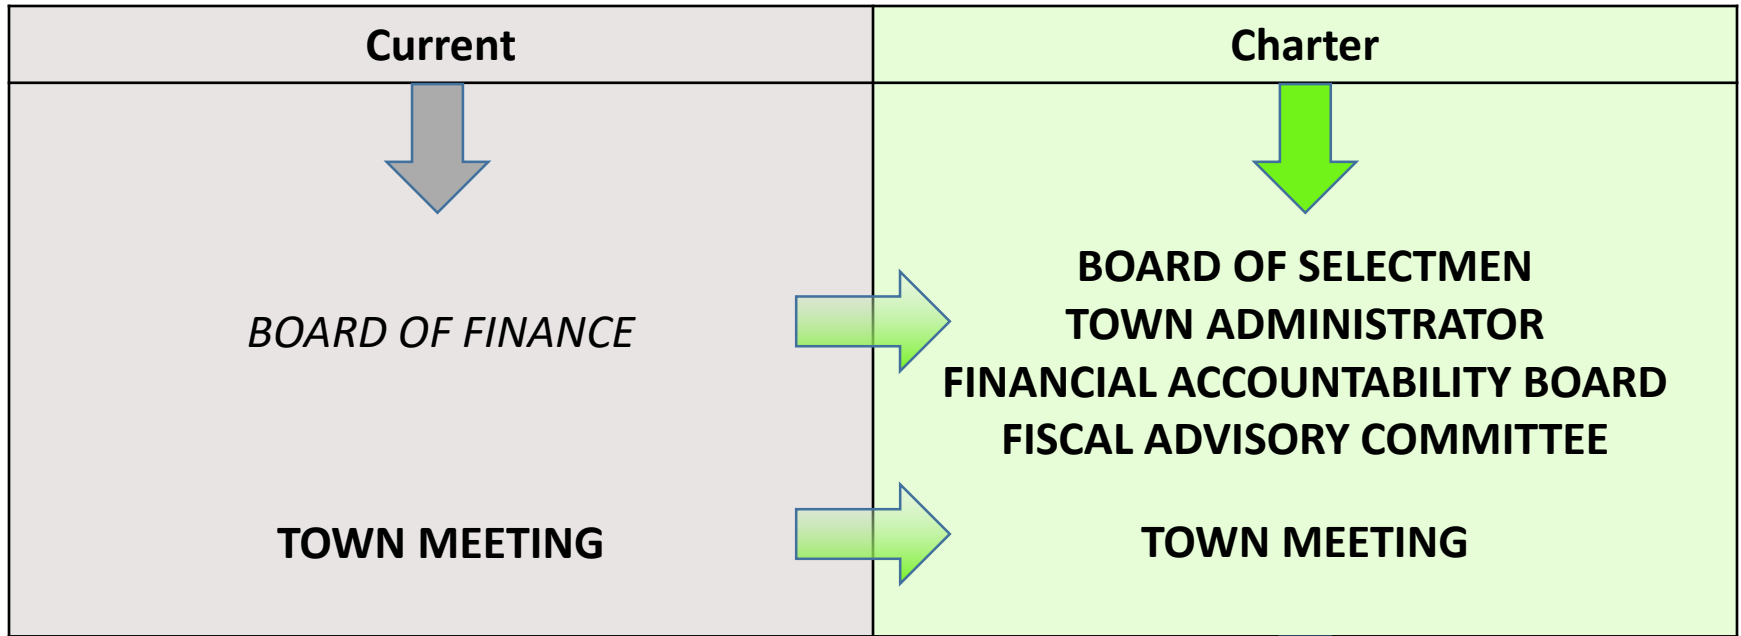 Current
Charter
BOARD OF FINANCE
BOARD OF SELECTMEN
TOWN ADMINISTRATOR
FINANCIAL ACCOUNTABILITY BOARD
FISCAL ADVISORY COMMITTEE
TOWN MEETING
TOWN MEETING